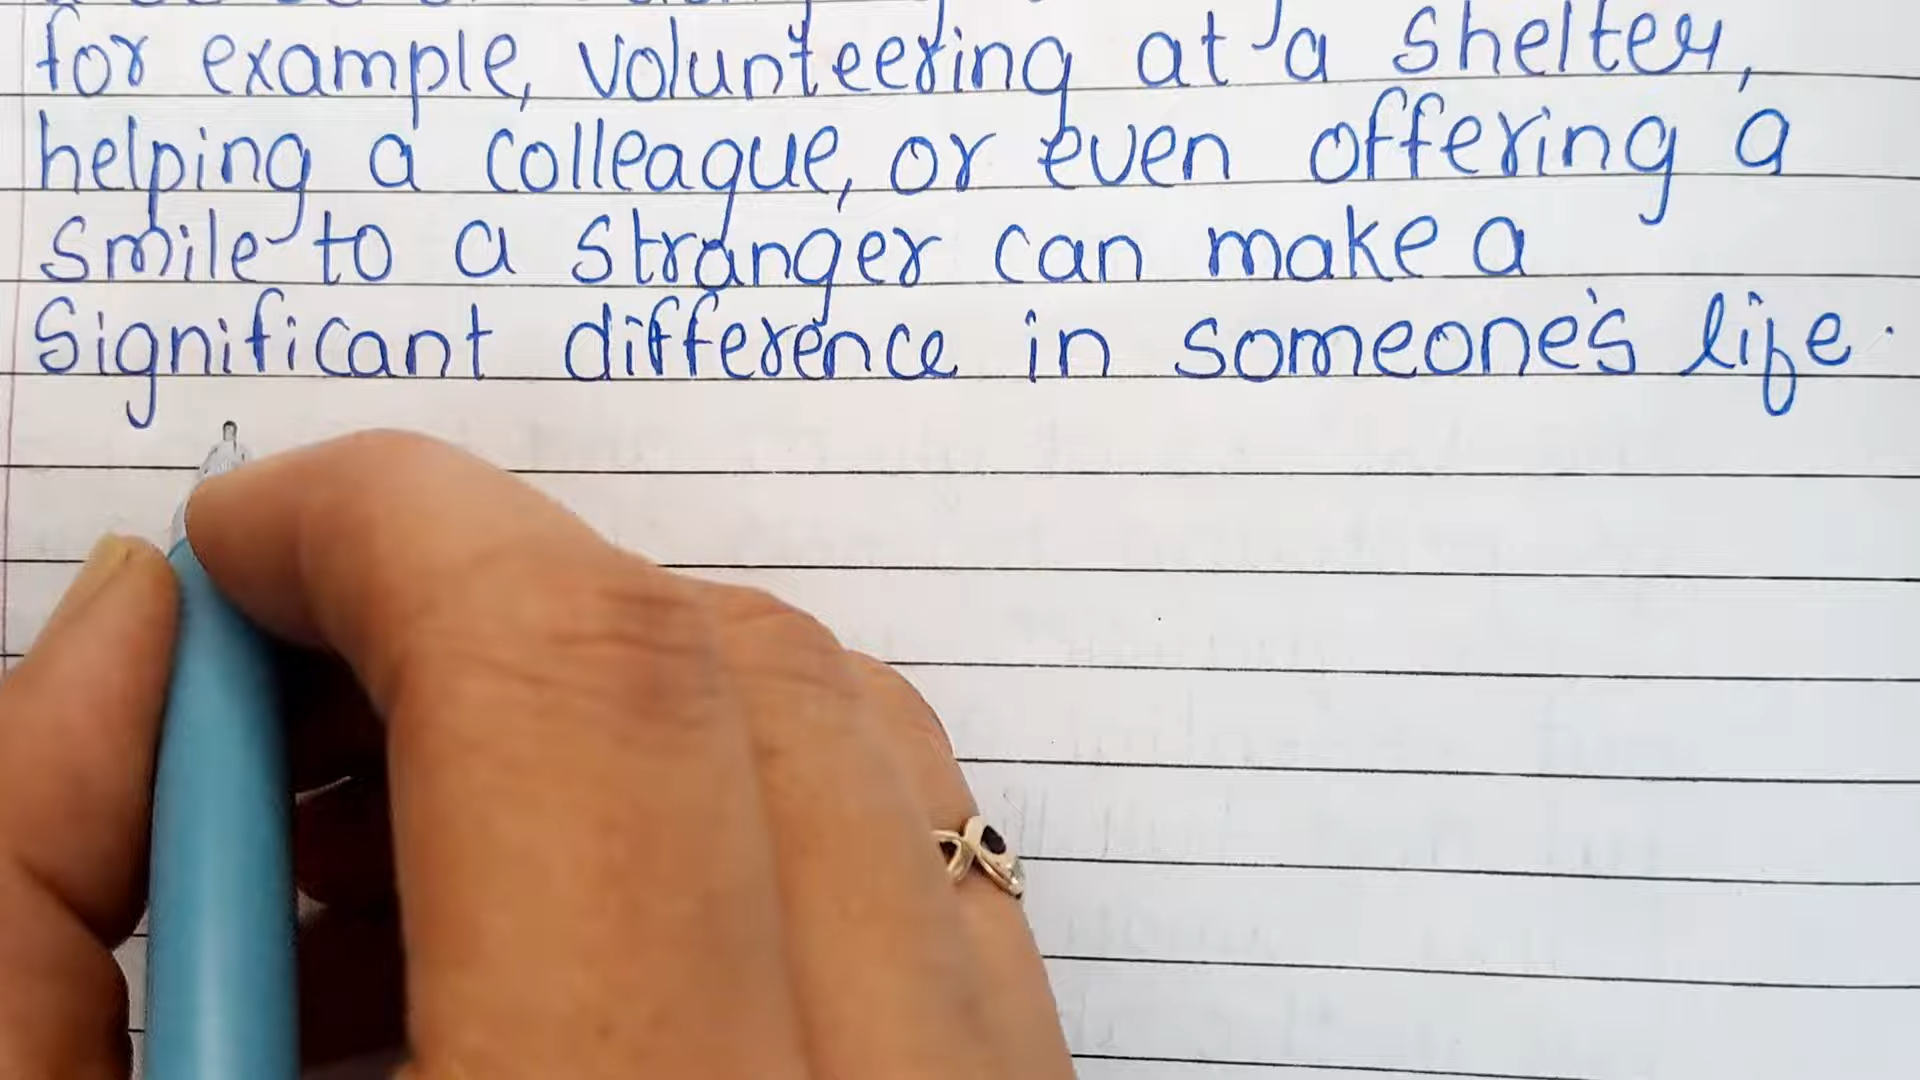 for example, volunteering at a shelter,
helping a colleague, or even offering a
smile to a stranger can make a
Significant difference in someone's life.